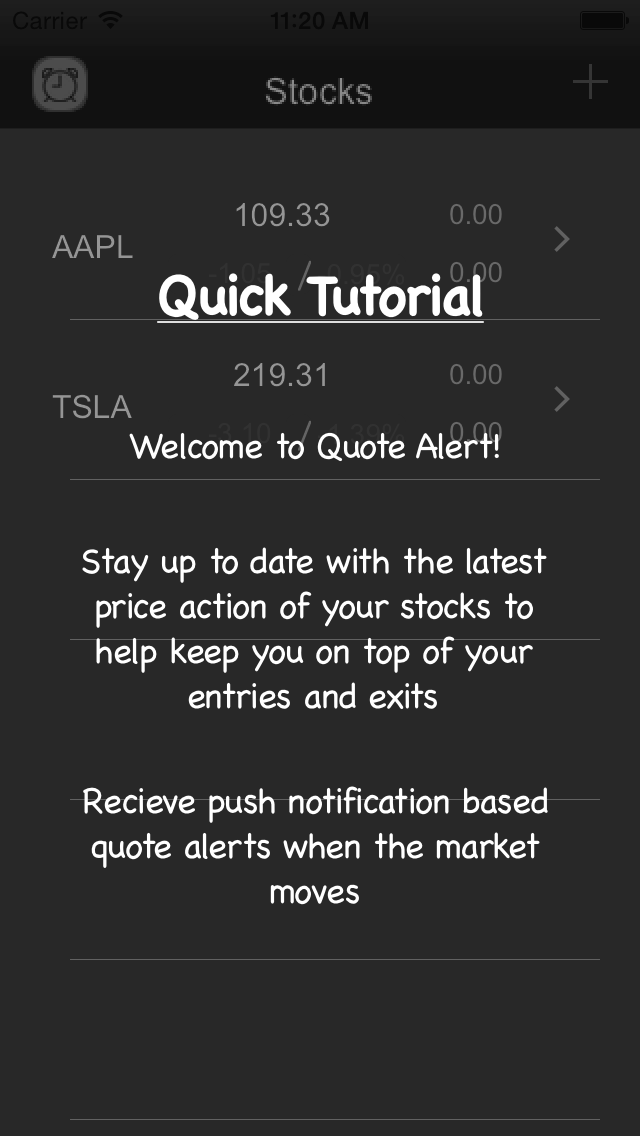 Carrier 11:20 AM
Stocks
109.33 0.00
AAPL
-1.05 / 0.95% 0.00
Quick Tutorial
219.31 0.00
TSLA
3.10 / 1.39% 0.00
Welcome to Quote Alert!
Stay up to date with the latest
price action of your stocks to
help keep you on top of your
entries and exits
Recieve push notification based
quote alerts when the market
moves